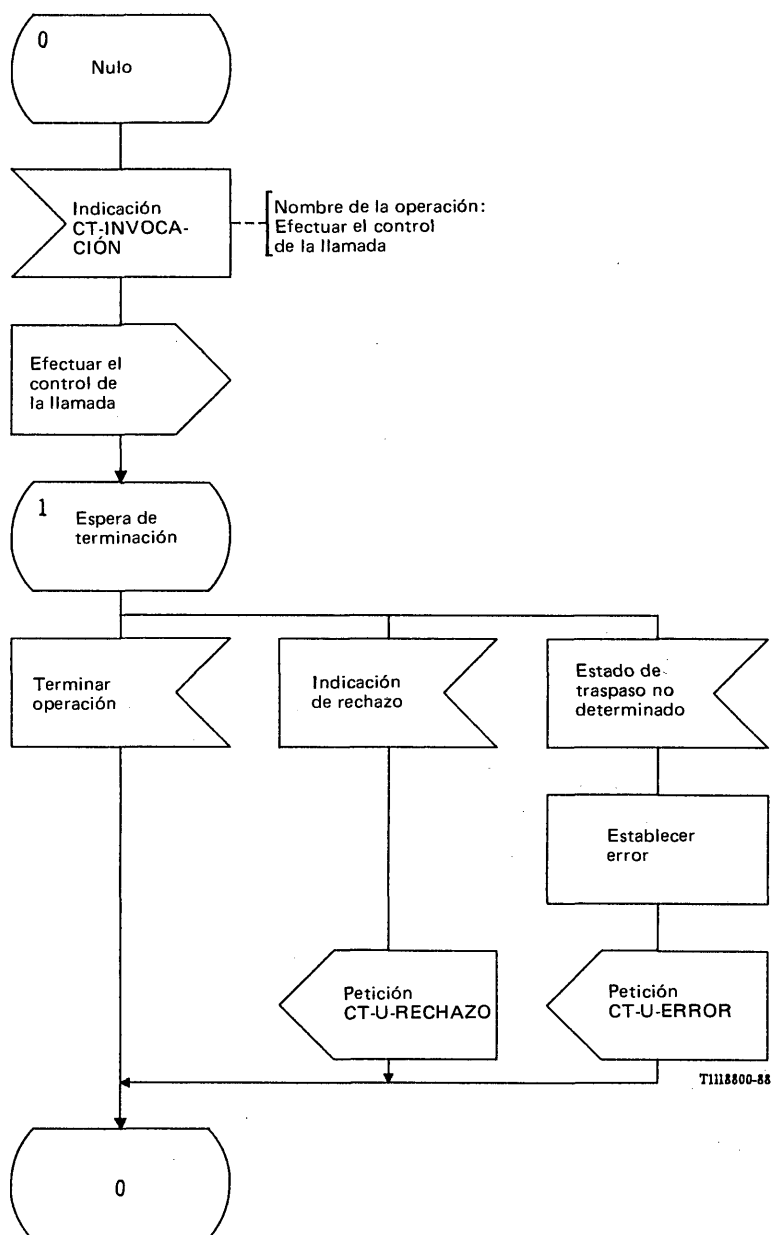 0
Nulo
Indicación
CT-INVOCA-
CIÓN
Nombre de la operación:
Efectuar el control
de la llamada
Efectuar el
control de
la llamada
1
Espera de
terminación
Terminar
operación
Indicación
de rechazo
Estado de
traspaso no
determinado
Establecer
error
Petición
CT-U-RECHAZO
Petición
CT-U-ERROR
T1118800-88
0